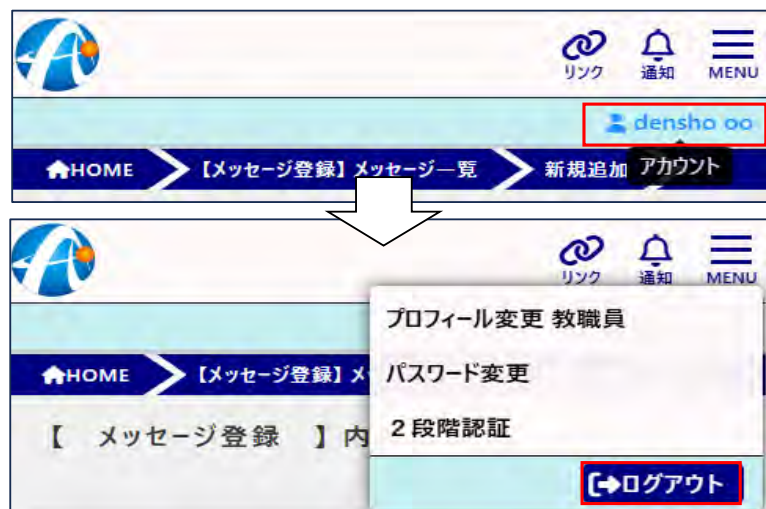 リンク 通知 MENU
densho oo
HOME 【メッセージ登録】メッセージ一覧 新規追加 アカウント
リンク 通知 MENU
プロフィール変更 教職員
HOME 【メッセージ登録】メ パスワード変更
【 メッセージ登録 】内 2段階認証
ログアウト